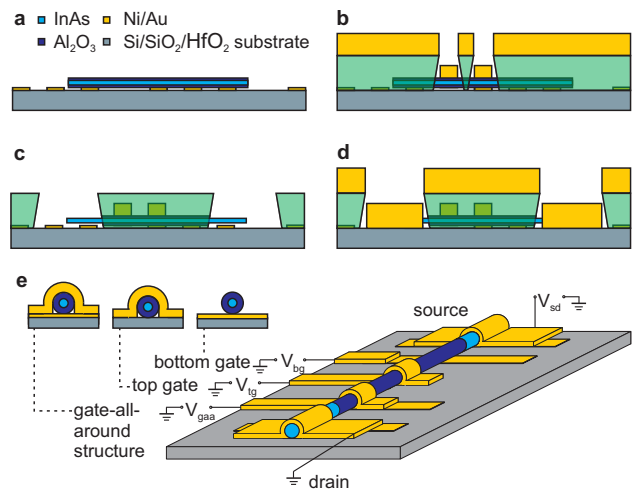 a
InAs
Ni/Au
Al₂O₃
Si/SiO₂/HfO₂ substrate
b
c
d
e
source
Vsd
bottom gate
Vbg
top gate
Vtg
gate-all-
around
structure
Vgaa
drain